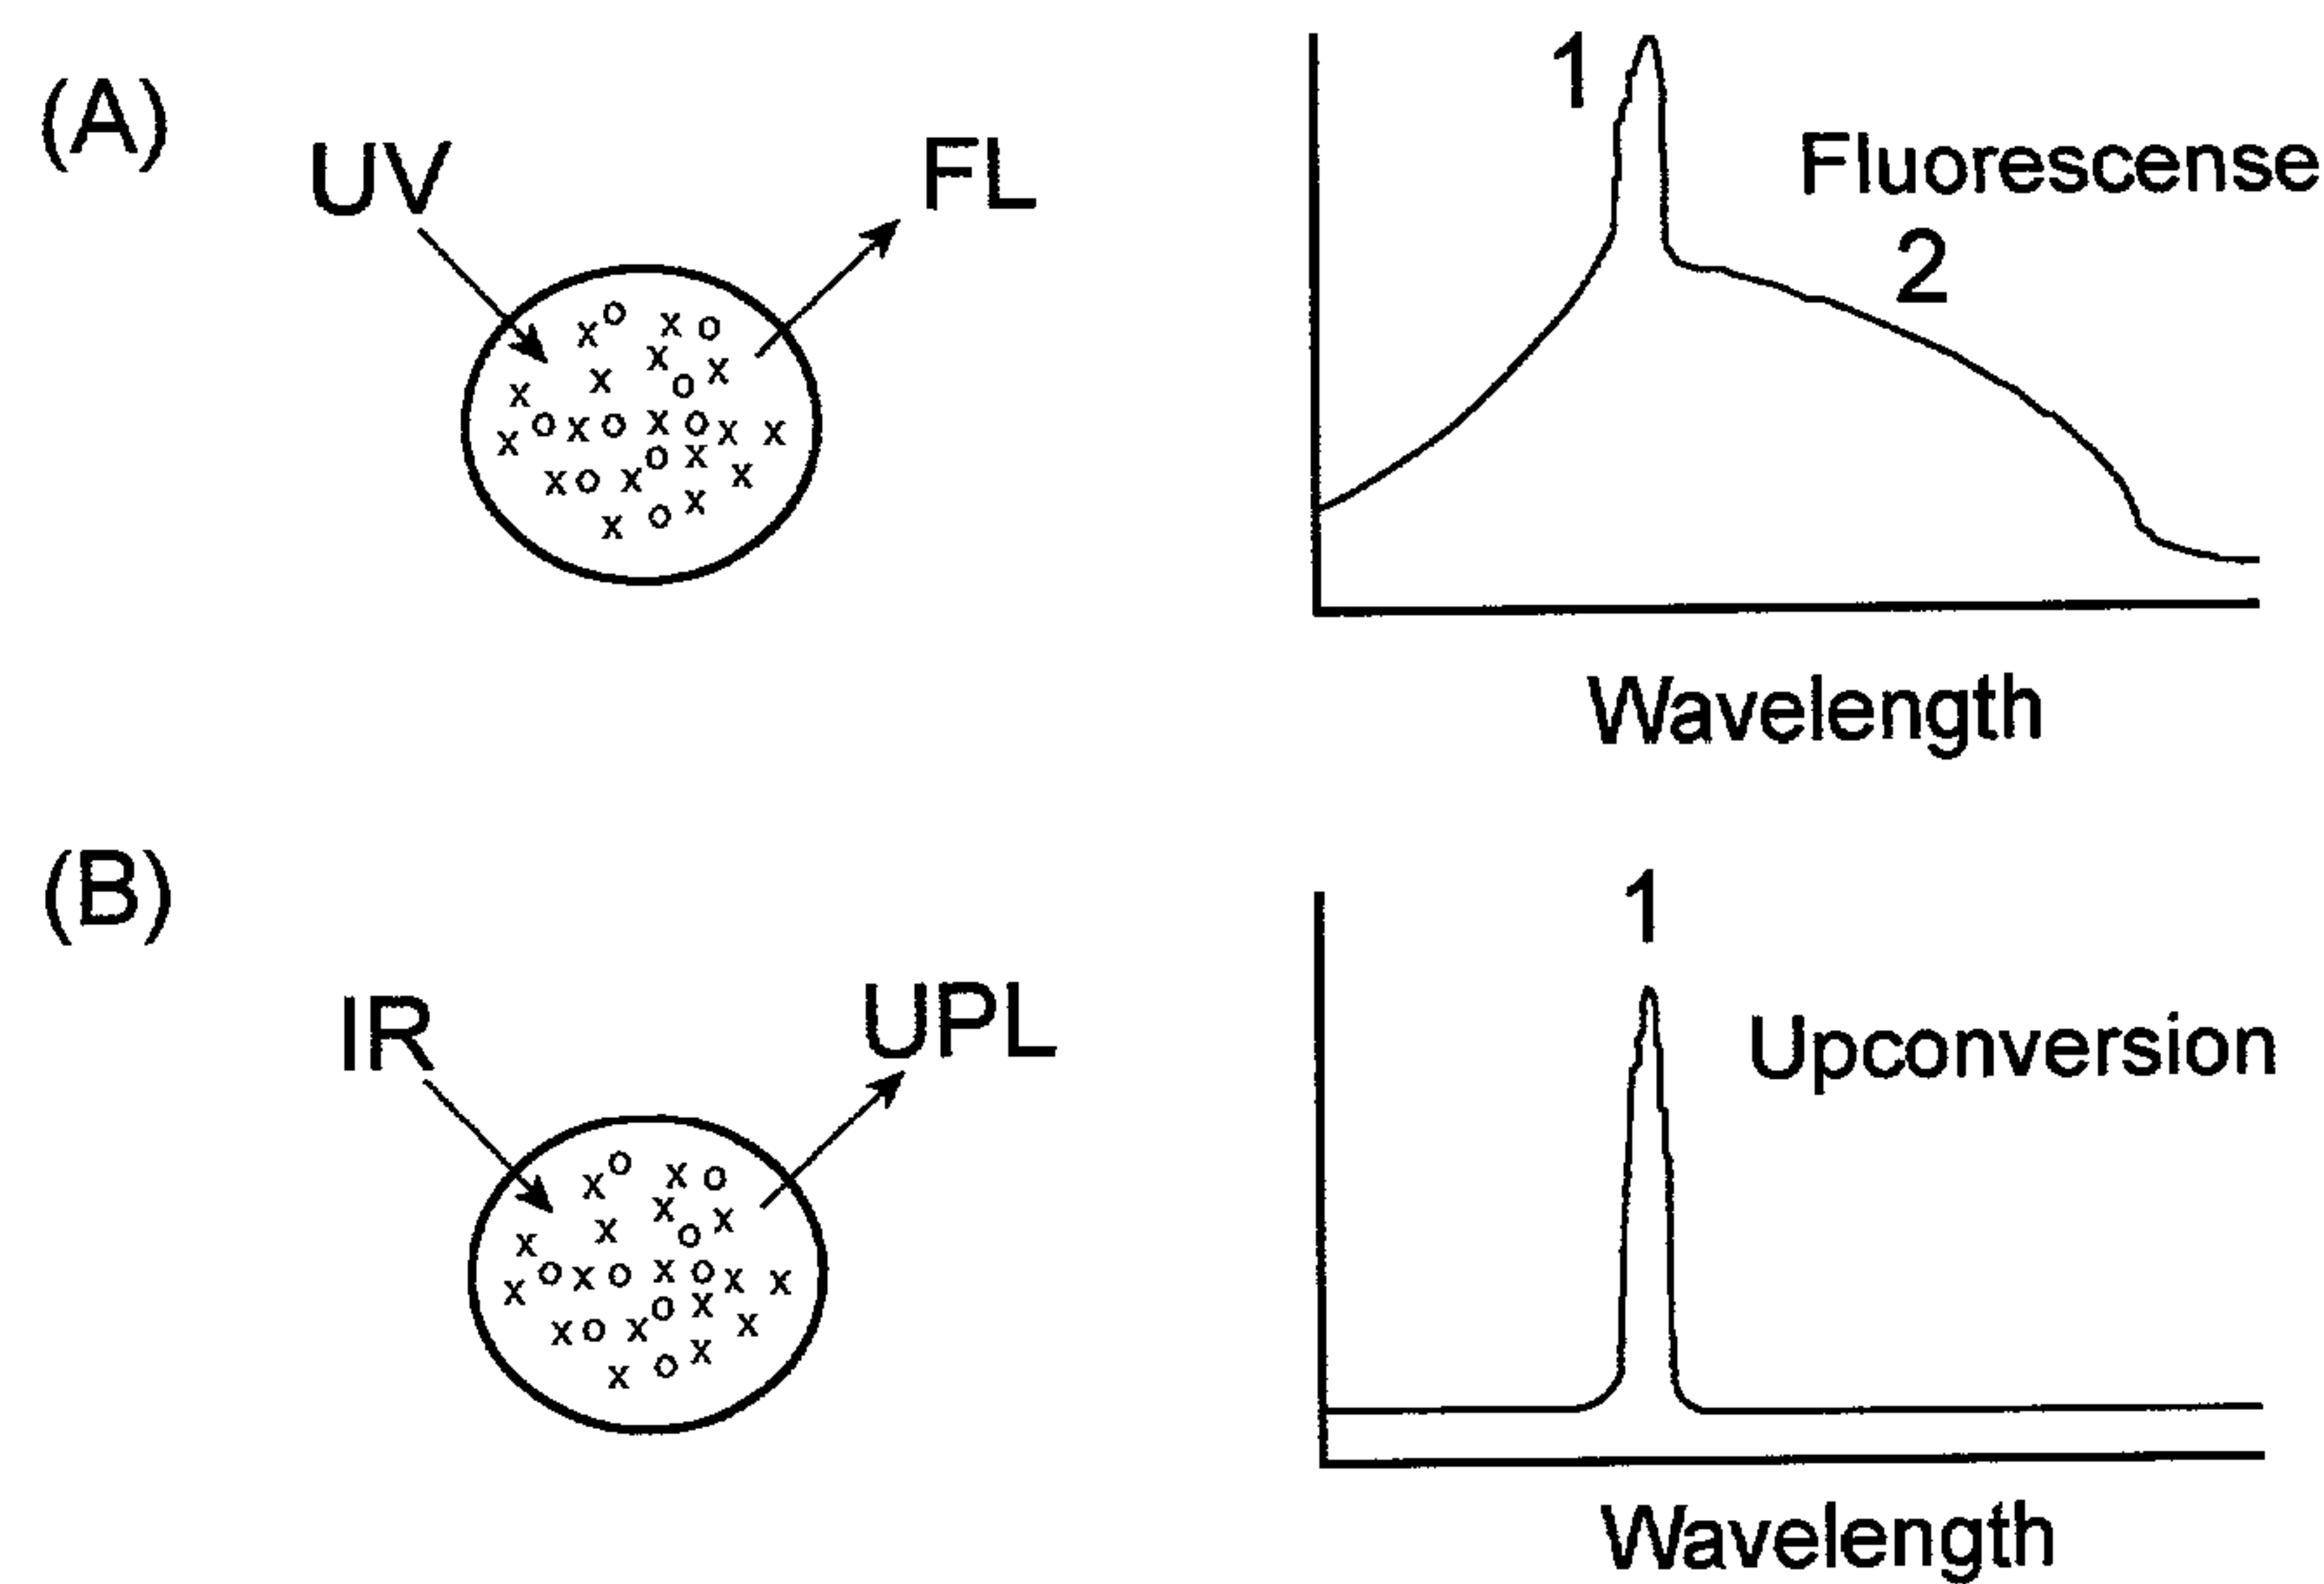 (A)
UV
FL
1
Fluorescense
2
Wavelength
(B)
IR
UPL
1
Upconversion
Wavelength